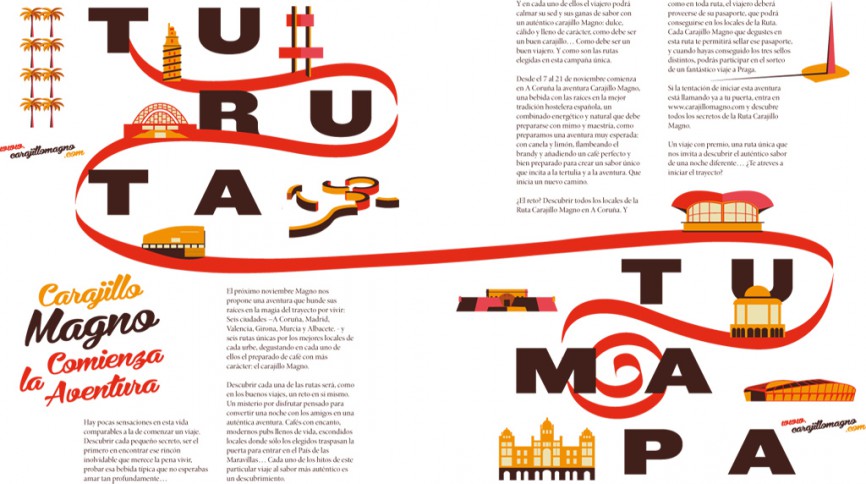 TU
RU
TA
www.
carajillomagno
.com
Carajillo
Magno
Comienza
la Aventura
Hay pocas sensaciones en esta vida
comparables a la de comenzar un viaje.
Descubrir cada pequeño secreto, ser el
primero en encontrar ese rincón
inolvidable que merece la pena vivir,
probar esa bebida típica que no esperabas
amar tan profundamente…
El próximo noviembre Magno nos
propone una aventura que hunde sus
raíces en la magia del trayecto por vivir:
Seis ciudades –A Coruña, Madrid,
Valencia, Girona, Murcia y Albacete, - y
seis rutas únicas por los mejores locales de
cada urbe, degustando en cada uno de
ellos el preparado de café con más
carácter: el carajillo Magno.
Descubrir cada una de las rutas será, como
en los buenos viajes, un reto en si mismo.
Un misterio por disfrutar pensado para
convertir una noche con los amigos en una
auténtica aventura. Cafés con encanto,
modernos pubs llenos de vida, escondidos
locales donde sólo los elegidos traspasan la
puerta para entrar en el País de las
Maravillas… Cada uno de los hitos de este
particular viaje al sabor más auténtico es
un descubrimiento.
Y en cada uno de ellos el viajero podrá
calmar su sed y sus ganas de sabor con
un auténtico carajillo Magno: dulce,
cálido y lleno de carácter, como debe ser
un buen carajillo… Como debe ser un
buen viajero. Y como son las rutas
elegidas en esta campaña única.
Desde el 7 al 21 de noviembre comienza
en A Coruña la aventura Carajillo Magno,
una bebida con las raíces en la mejor
tradición hostelera española, un
combinado energético y natural que debe
prepararse con mimo y maestría, como
preparamos una aventura muy esperada:
con canela y limón, flambeando el
brandy y añadiendo un café perfecto y
bien preparado para crear un sabor único
que incita a la tertulia y a la aventura. Que
inicia un nuevo camino.
¿El reto? Descubrir todos los locales de la
Ruta Carajillo Magno en A Coruña. Y
como en toda ruta, el viajero deberá
proveerse de su pasaporte, que podrá
conseguirse en los locales de la Ruta.
Cada Carajillo Magno que degustes en
esta ruta te permitirá sellar ese pasaporte,
y cuando hayas conseguido los tres sellos
distintos, podrás participar en el sorteo
de un fantástico viaje a Praga.
Si la tentación de iniciar esta aventura
está llamando ya a tu puerta, entra en
www.carajillomagno.com y descubre
todos los secretos de la Ruta Carajillo
Magno.
Un viaje con premio, una ruta única que
nos invita a descubrir el auténtico sabor
de una noche diferente… ¿Te atreves a
iniciar el trayecto?
TU
MA
PA
www.
carajillomagno
.com